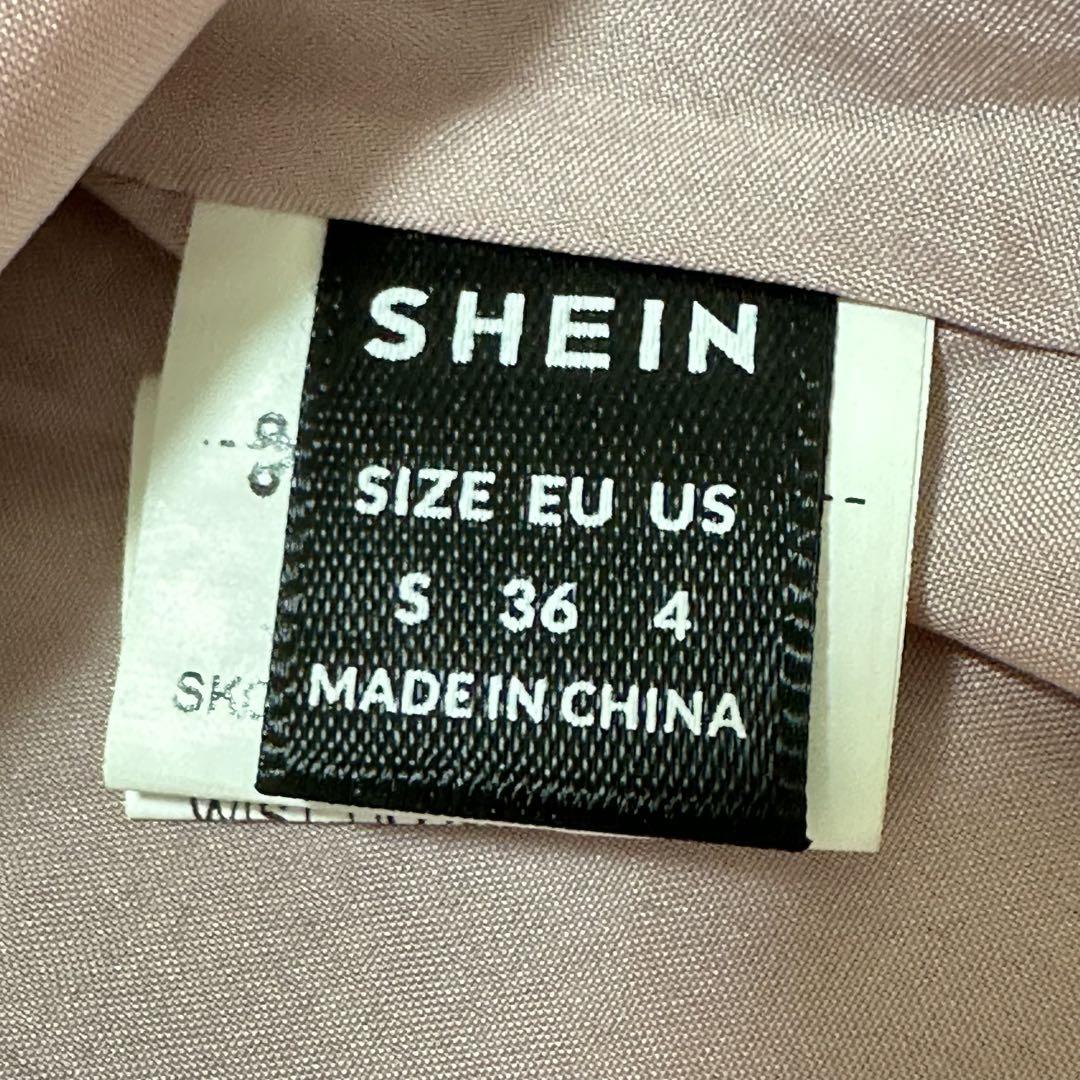 SHEIN
SIZE EU US
S 36 4
MADE IN CHINA